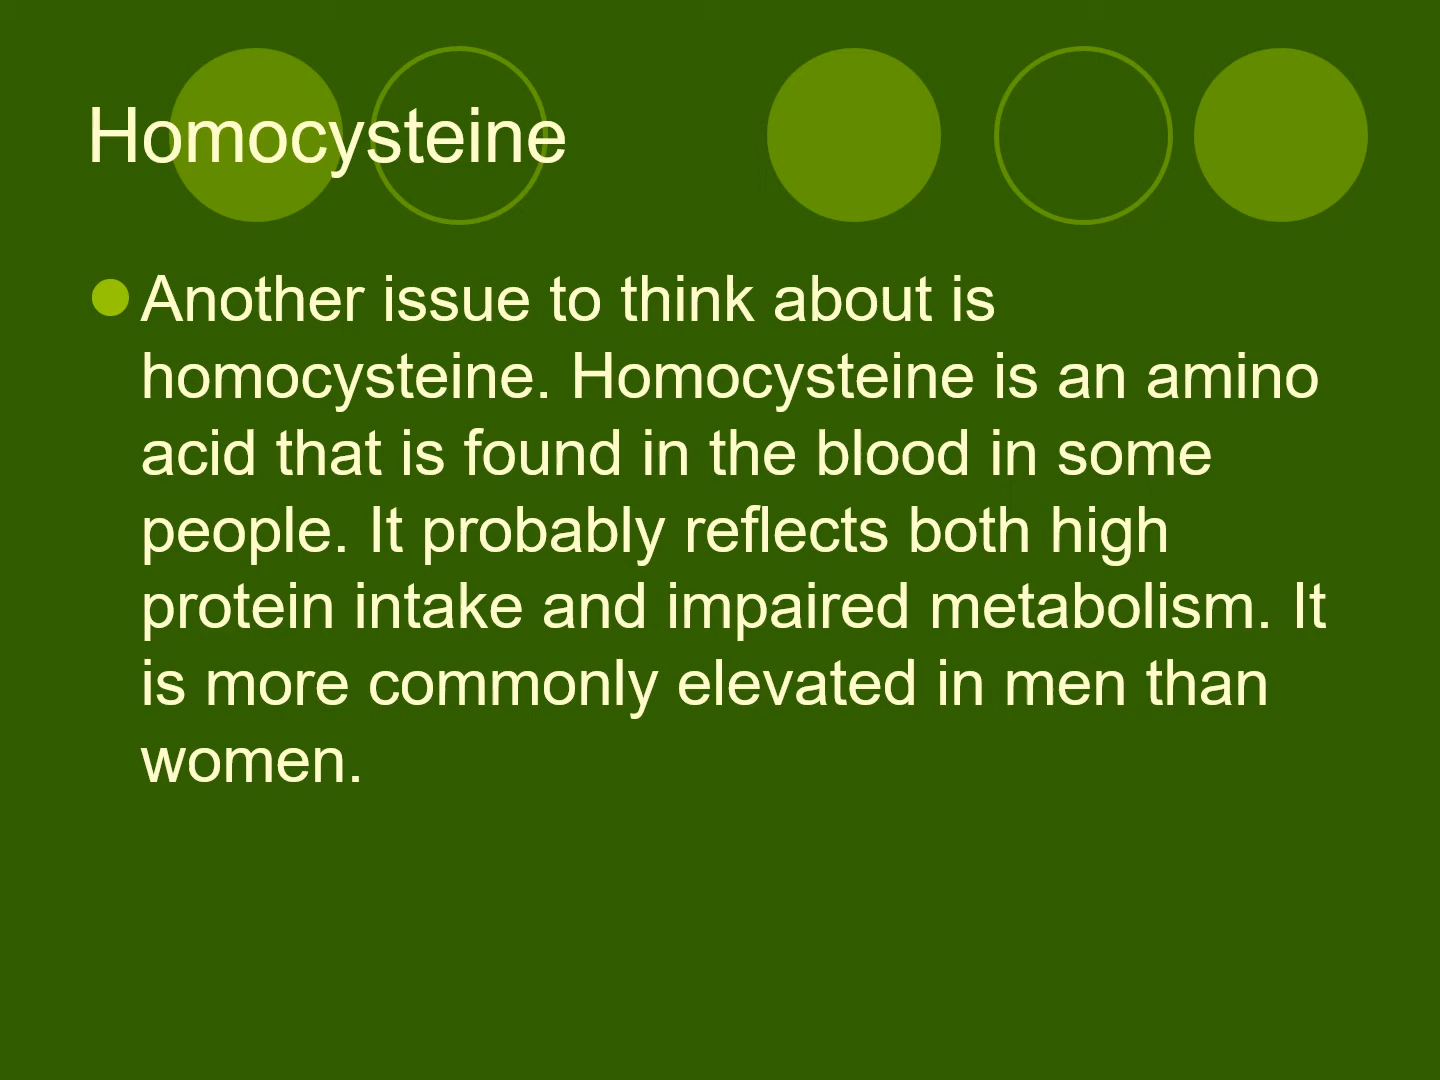 Homocysteine
Another issue to think about is
homocysteine. Homocysteine is an amino
acid that is found in the blood in some
people. It probably reflects both high
protein intake and impaired metabolism. It
is more commonly elevated in men than
women.